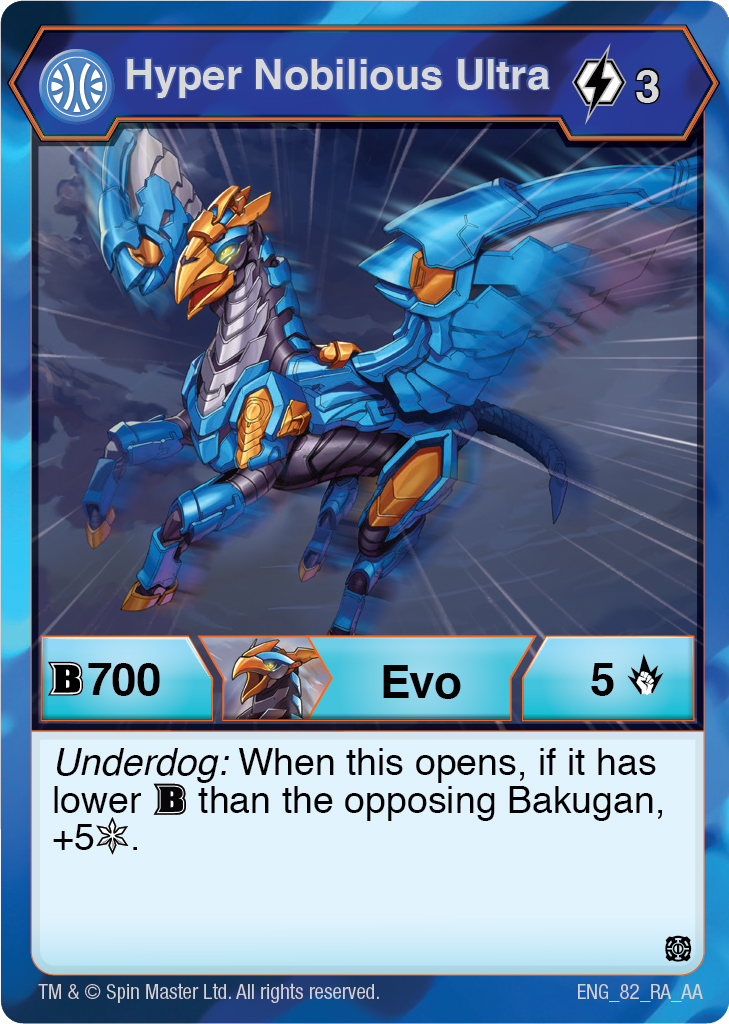 Hyper Nobilious Ultra 3
B700 Evo 5
Underdog: When this opens, if it has
lower B than the opposing Bakugan,
+5.
TM & © Spin Master Ltd. All rights reserved. ENG_82_RA_AA